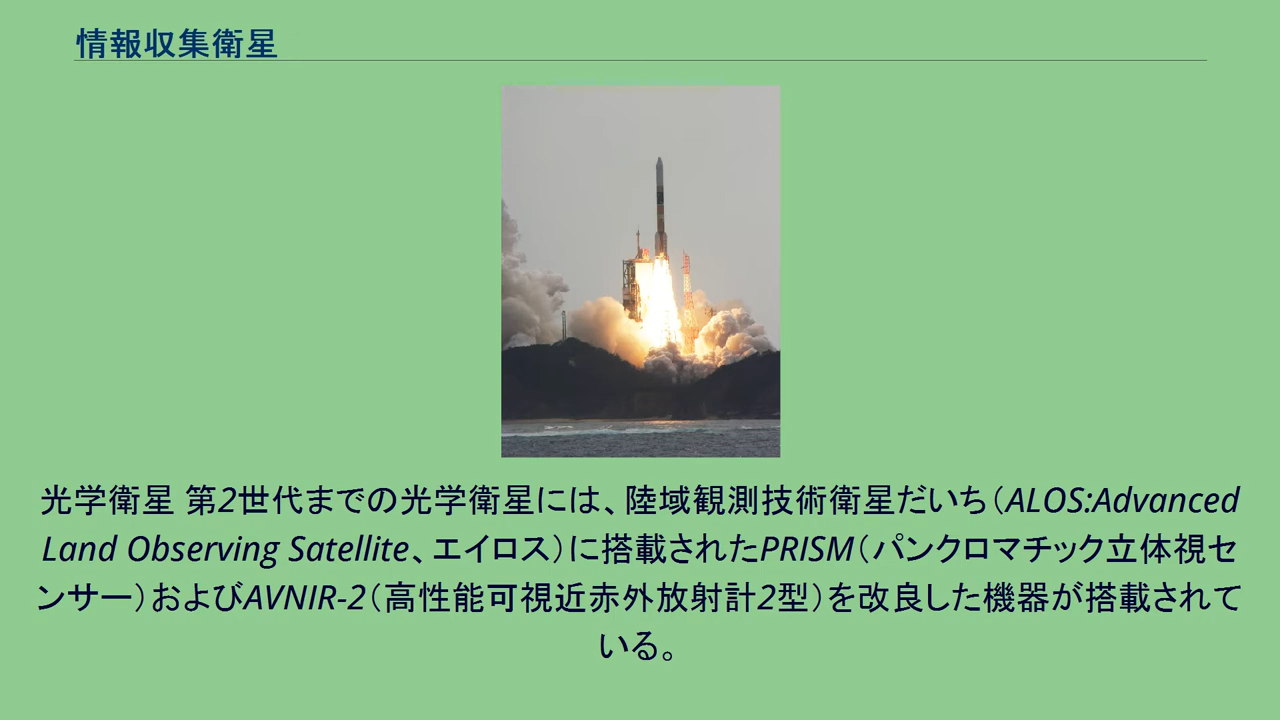 情報収集衛星
光学衛星 第2世代までの光学衛星には、陸域観測技術衛星だいち（ALOS:Advanced
Land Observing Satellite、エイロス）に搭載されたPRISM（パンクロマチック立体視セ
ンサー）およびAVNIR-2（高性能可視近赤外放射計2型）を改良した機器が搭載されて
いる。